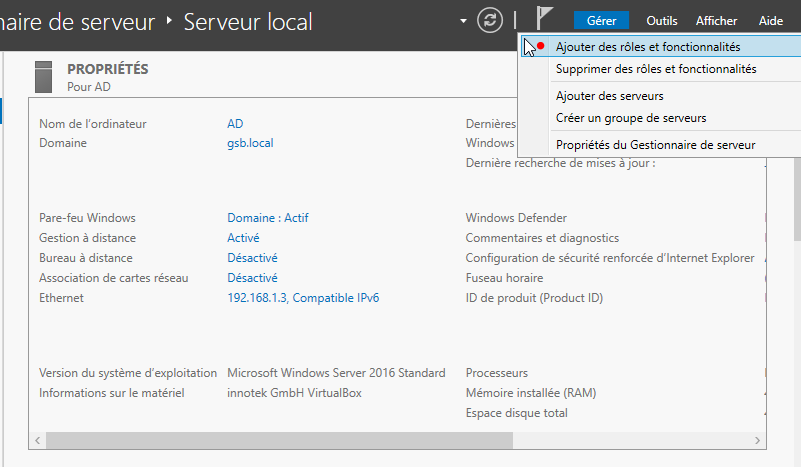 naire de serveur ‣ Serveur local
Gérer Outils Afficher Aide
Ajouter des rôles et fonctionnalités
Supprimer des rôles et fonctionnalités
Ajouter des serveurs
Créer un groupe de serveurs
Propriétés du Gestionnaire de serveur
PROPRIÉTÉS
Pour AD
Nom de l'ordinateur AD
Domaine gsb.local
Dernières
Windows
Dernière recherche de mises à jour :
Pare-feu Windows Domaine : Actif
Gestion à distance Activé
Bureau à distance Désactivé
Association de cartes réseau Désactivé
Ethernet 192.168.1.3, Compatible IPv6
Windows Defender
Commentaires et diagnostics
Configuration de sécurité renforcée d'Internet Explorer
Fuseau horaire
ID de produit (Product ID)
Version du système d'exploitation Microsoft Windows Server 2016 Standard
Informations sur le matériel innotek GmbH VirtualBox
Processeurs
Mémoire installée (RAM)
Espace disque total